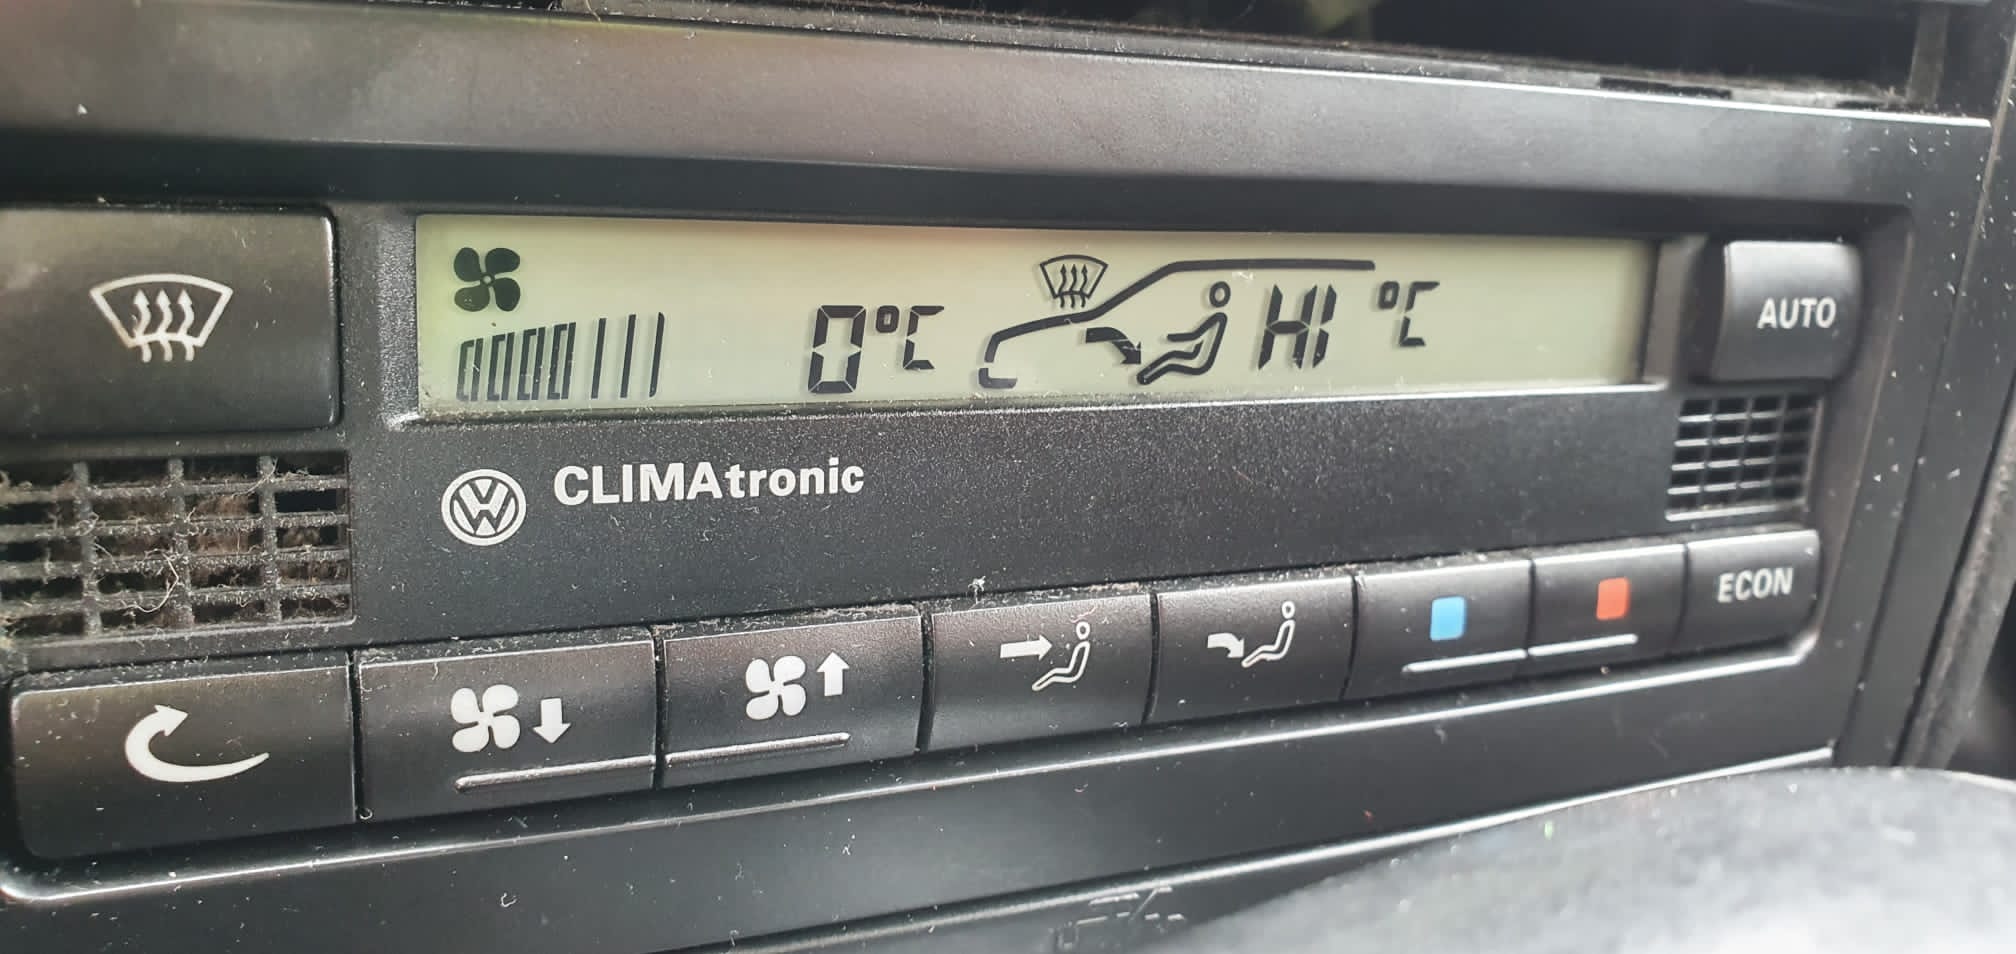 0°C HI °C
AUTO
CLIMAtronic
ECON